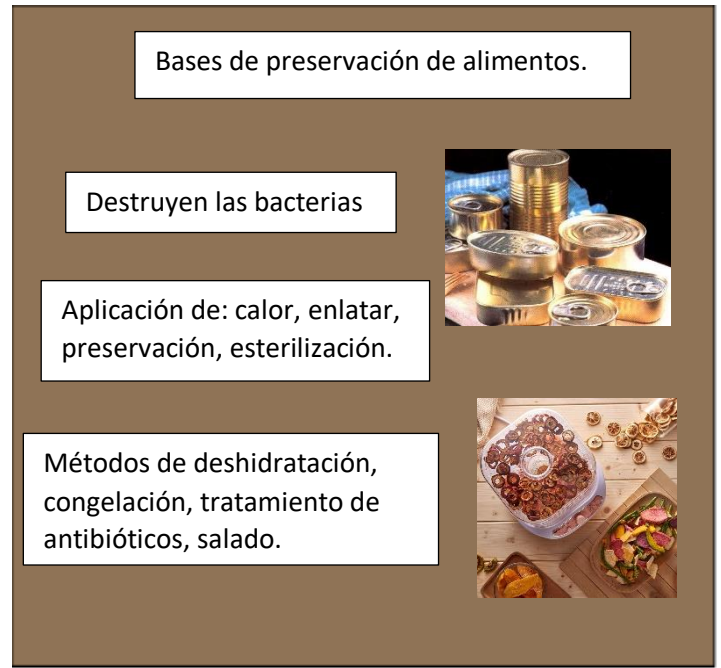 Bases de preservación de alimentos.
Destruyen las bacterias
Aplicación de: calor, enlatar,
preservación, esterilización.
Métodos de deshidratación,
congelación, tratamiento de
antibióticos, salado.